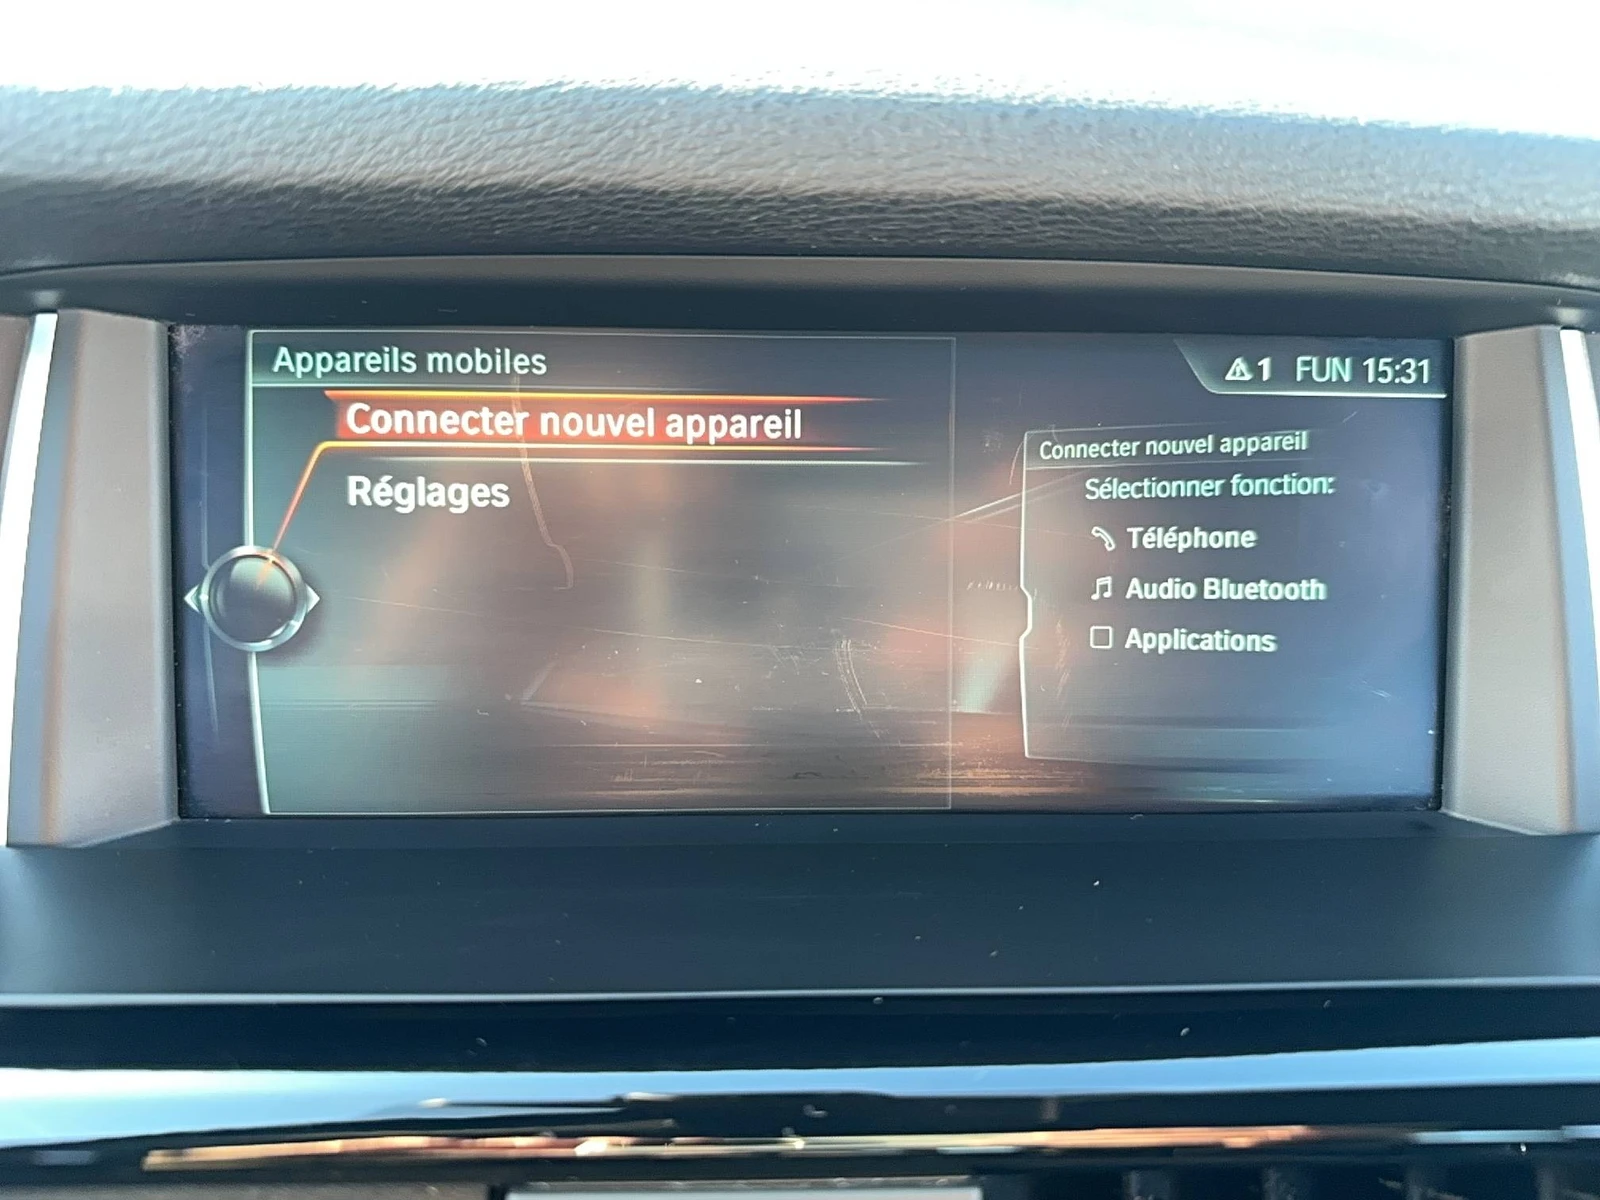 Appareils mobiles
1 FUN 15:31
Connecter nouvel appareil
Réglages
Connecter nouvel appareil
Sélectionner fonction:
Téléphone
Audio Bluetooth
Applications